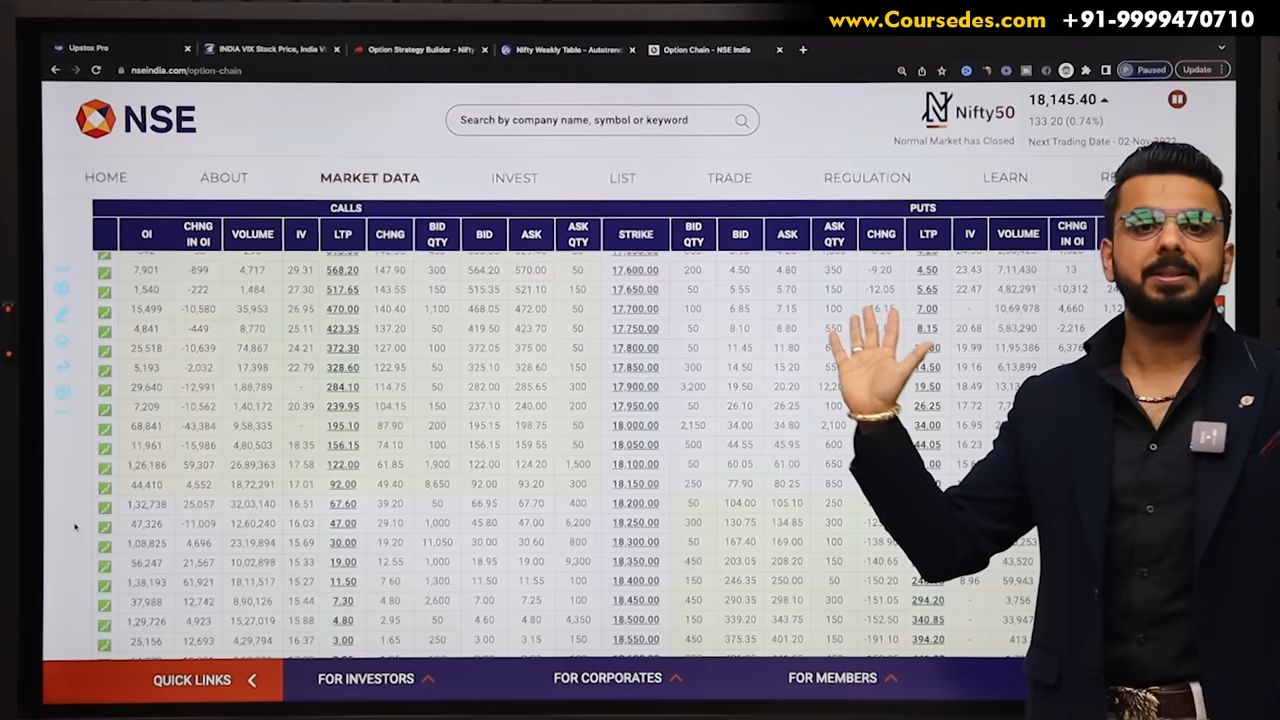 www.Coursedes.com +91-9999470710
Upstox Pro
INDIA VIX Stock Price, India V
Option Strategy Builder - Nifty
Nifty Weekly Table - Autotren
Option Chain - NSE India
nseindia.com/option-chain
Paused
Update
NSE
Search by company name, symbol or keyword
Nifty50
18,145.40
133.20 (0.74%)
Normal Market has Closed
Next Trading Date - 02-Nov-2022
HOME ABOUT MARKET DATA INVEST LIST TRADE REGULATION LEARN RE
CALLS PUTS
OI CHNG IN OI VOLUME IV LTP CHNG BID QTY BID ASK ASK QTY STRIKE BID QTY BID ASK ASK QTY CHNG LTP IV VOLUME CHNG IN OI
7,901 -899 4,717 29.31 568.20 147.90 300 564.20 570.00 50 17,600.00 200 4.50 4.80 350 -9.20 4.50 23.43 7,11,430 13
1,540 -222 1,484 27.30 517.65 143.55 150 515.35 521.10 150 17,650.00 50 5.55 5.70 150 -12.05 5.65 22.47 4,82,291 -10,312
15,499 -10,580 35,953 26.95 470.00 140.40 1,100 468.05 472.00 50 17,700.00 100 6.85 7.15 100 7.00 - 10,69,978 4,660
4,841 -449 8,770 25.11 423.35 137.20 50 419.50 423.70 50 17,750.00 50 8.10 8.80 550 8.15 20.68 5,83,290 -2,216
25,518 -10,639 74,867 24.21 372.30 127.00 100 372.05 375.00 50 17,800.00 50 11.45 11.80 19.99 11,95,386 6,376
5,193 -2,032 17,398 22.79 328.60 122.95 50 325.10 328.60 150 17,850.00 300 14.50 15.20 14.50 19.16 6,13,899
29,640 -12,991 1,88,789 - 284.10 114.75 50 282.00 285.65 300 17,900.00 3,200 19.50 20.20 19.50 18.49
7,209 -10,562 1,40,172 20.39 239.95 104.15 150 237.10 240.00 200 17,950.00 50 26.10 26.25 100 26.25 17.72
68,841 -43,384 9,58,335 - 195.10 87.90 200 195.15 198.75 50 18,000.00 2,150 34.00 34.80 2,100 34.00 16.95
11,961 -15,986 4,80,503 18.35 156.15 74.10 100 156.15 159.55 50 18,050.00 500 44.55 45.95 600 44.05 16.23
1,26,186 59,307 26,89,363 17.58 122.00 61.85 1,900 122.00 124.20 1,500 18,100.00 50 60.05 61.00 650
44,410 4,552 18,72,291 17.01 92.00 49.40 8,650 92.00 93.20 300 18,150.00 250 77.90 80.25 850
1,32,738 25,057 32,03,140 16.51 67.60 39.20 50 66.95 67.70 400 18,200.00 50 104.00 105.10 250
47,326 -11,009 12,60,240 16.03 47.00 29.10 1,000 45.80 47.00 6,200 18,250.00 300 130.75 134.85 300
1,08,825 4,696 23,19,894 15.69 30.00 19.20 11,050 30.00 30.60 800 18,300.00 50 167.40 169.00 100
56,247 21,567 10,02,898 15.33 19.00 12.55 1,000 18.95 19.00 9,300 18,350.00 450 203.05 208.20 150 -140.65 43,520
1,38,193 61,921 18,11,517 15.27 11.50 7.60 1,300 11.50 11.55 100 18,400.00 150 246.35 250.00 50 -150.20 8.96 59,943
37,988 12,742 8,90,126 15.44 7.30 4.80 2,600 7.00 7.25 100 18,450.00 450 290.35 298.10 300 -151.05 294.20 - 3,756
1,29,726 4,923 15,27,019 15.88 4.80 2.95 50 4.60 4.80 4,350 18,500.00 150 339.20 343.75 150 -152.50 340.85 - 33,947
25,156 12,693 4,29,794 16.37 3.00 1.65 250 3.00 3.15 150 18,550.00 450 375.35 401.20 150 -191.10 394.20 - 413
QUICK LINKS FOR INVESTORS FOR CORPORATES FOR MEMBERS